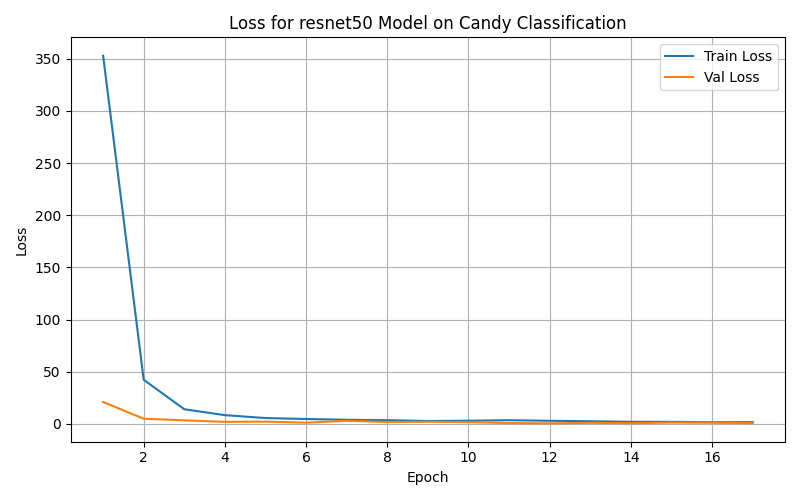 Loss for resnet50 Model on Candy Classification
Train Loss
Val Loss
350
300
250
200
150
100
50
0
Loss
2 4 6 8 10 12 14 16
Epoch